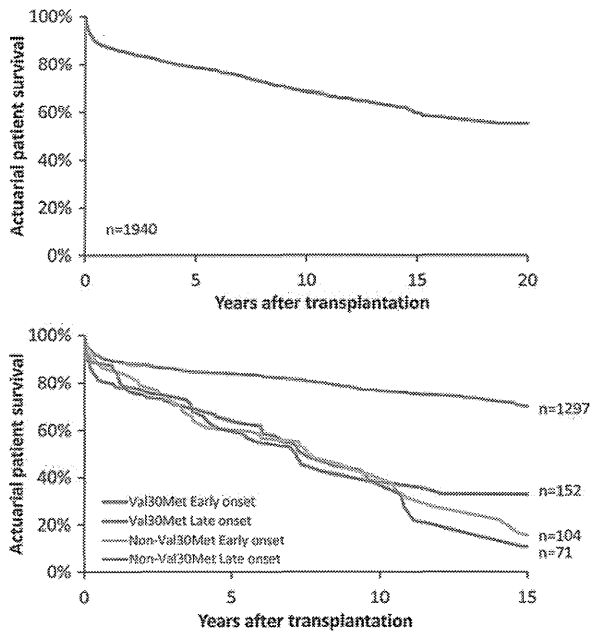 100%
80%
60%
40%
20%
0%
Actuarial patient survival
n=1940
0 5 10 15 20
Years after transplantation
100%
80%
60%
40%
20%
0%
Actuarial patient survival
n=1297
n=152
n=104
n=71
Val30Met Early onset
Val30Met Late onset
Non-Val30Met Early onset
Non-Val30Met Late onset
0 5 10 15
Years after transplantation